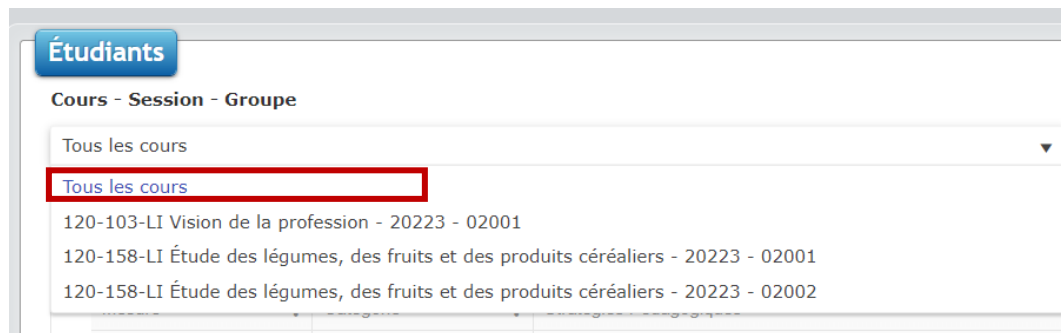 Étudiants
Cours - Session - Groupe
Tous les cours
Tous les cours
120-103-LI Vision de la profession - 20223 - 02001
120-158-LI Étude des légumes, des fruits et des produits céréaliers - 20223 - 02001
120-158-LI Étude des légumes, des fruits et des produits céréaliers - 20223 - 02002